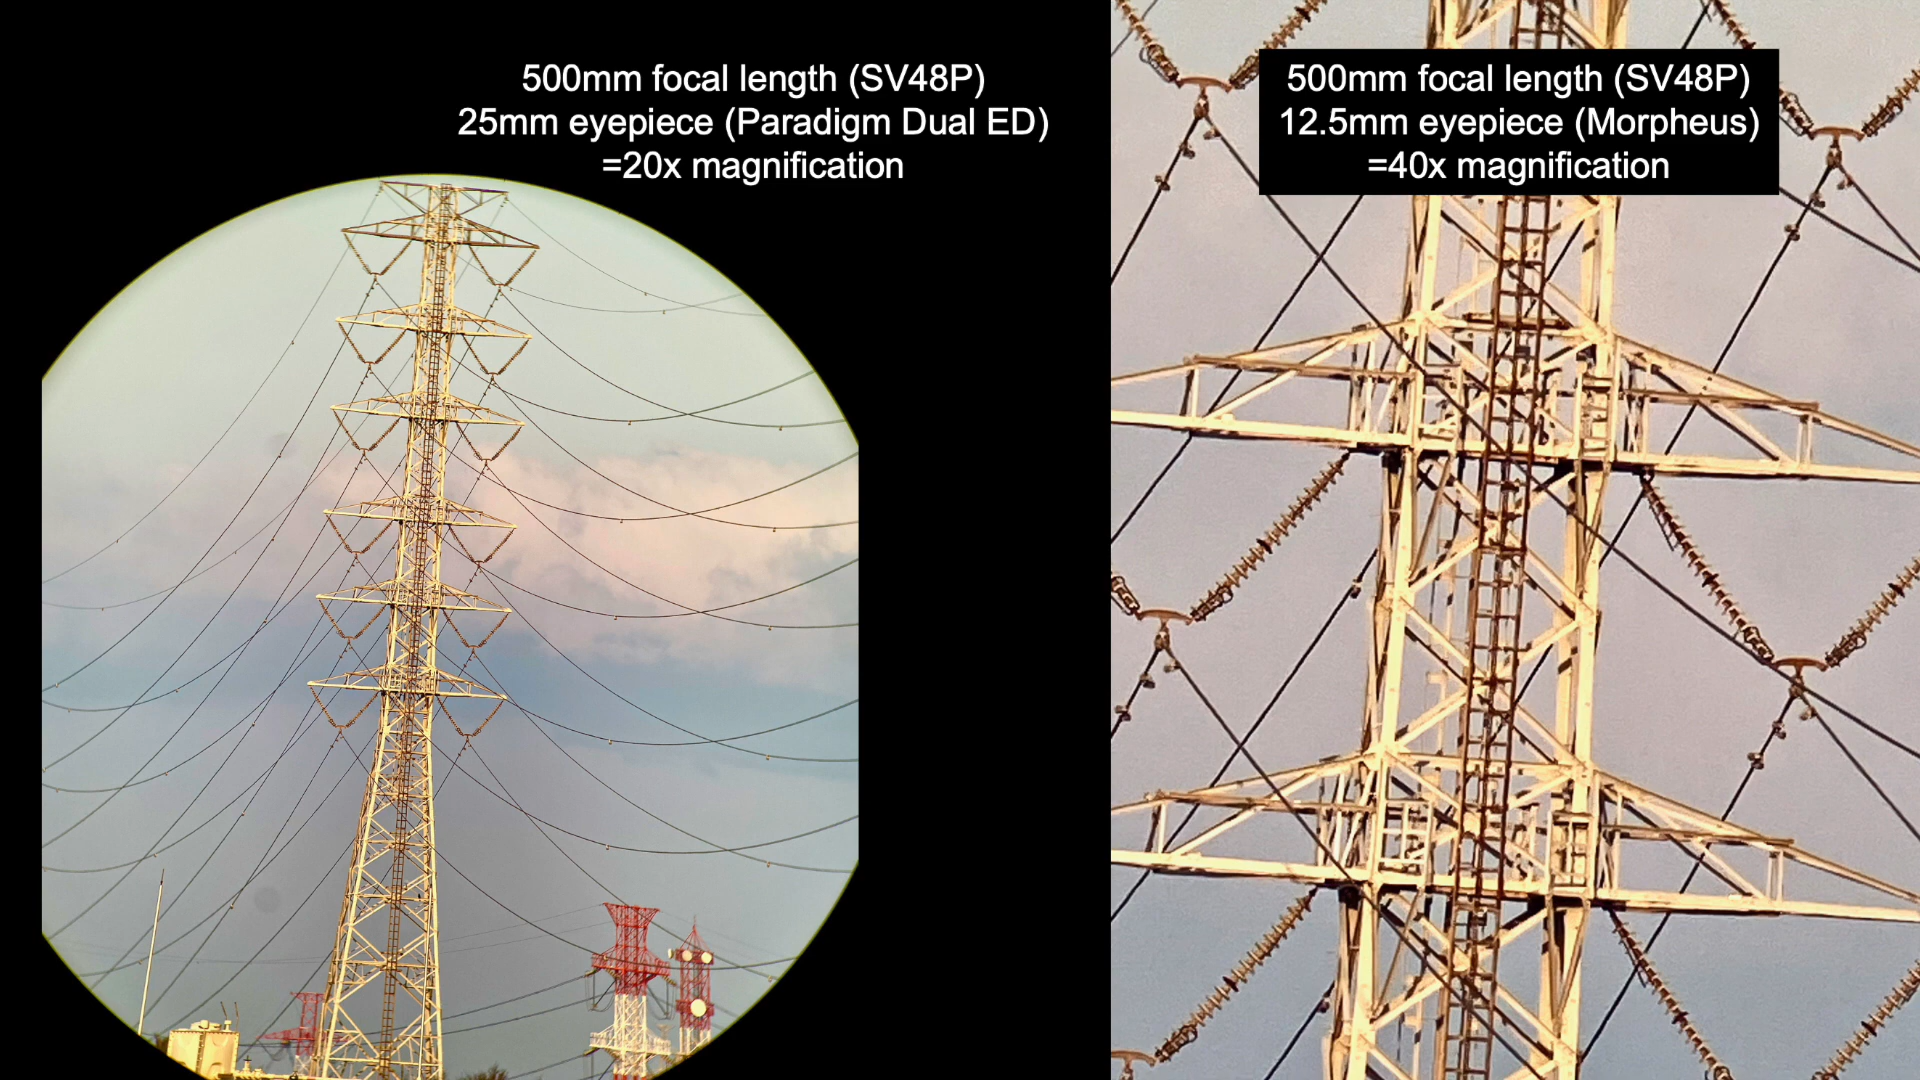 500mm focal length (SV48P)
25mm eyepiece (Paradigm Dual ED)
=20x magnification
500mm focal length (SV48P)
12.5mm eyepiece (Morpheus)
=40x magnification